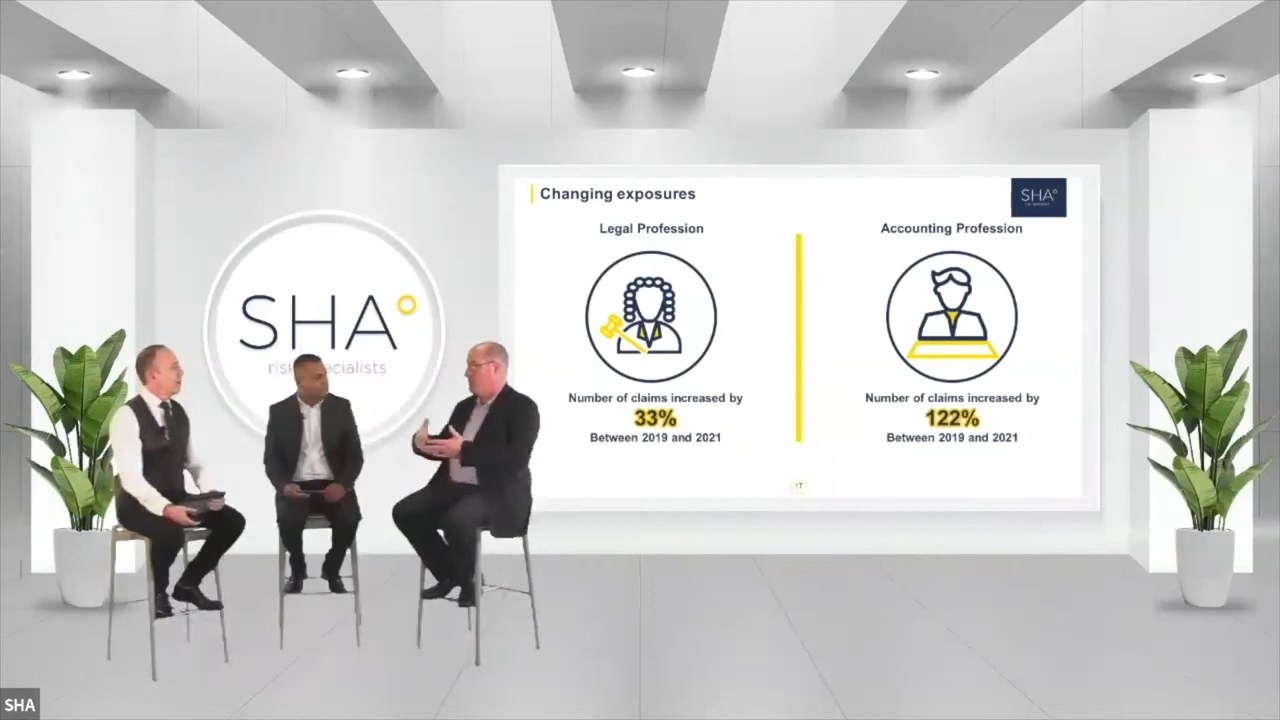 Changing exposures
SHA°
Legal Profession
Accounting Profession
Number of claims increased by
33%
Between 2019 and 2021
Number of claims increased by
122%
Between 2019 and 2021
17
SHA°
risk specialists
SHA